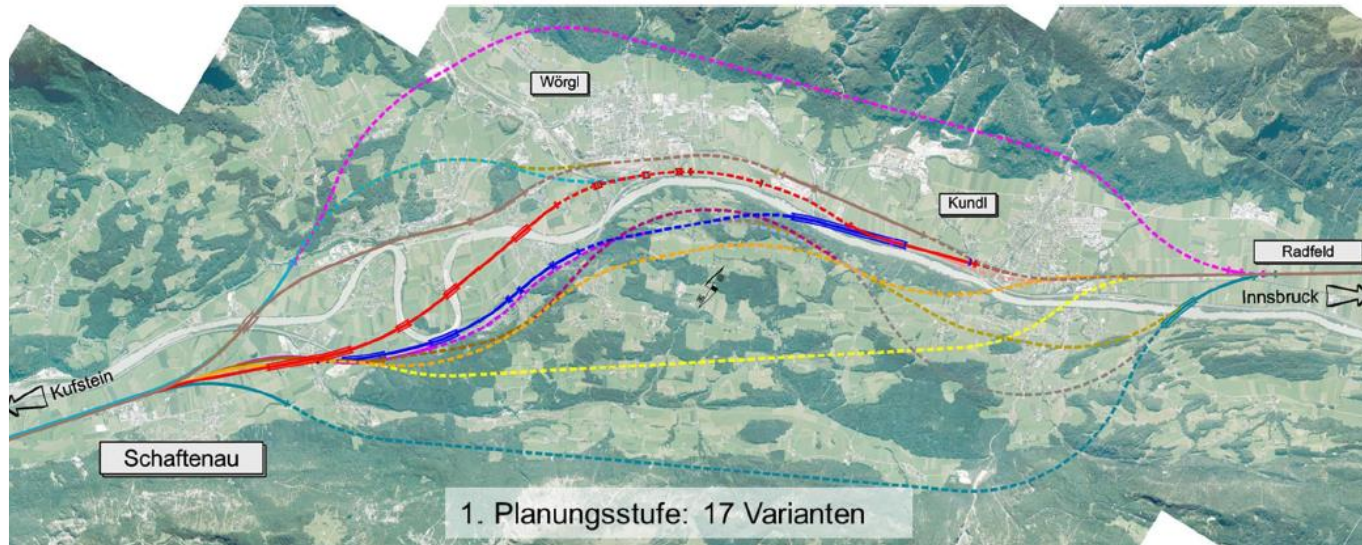 Wörgl
Kundl
Radfeld
Innsbruck
Kufstein
Schaftenau
1. Planungsstufe: 17 Varianten